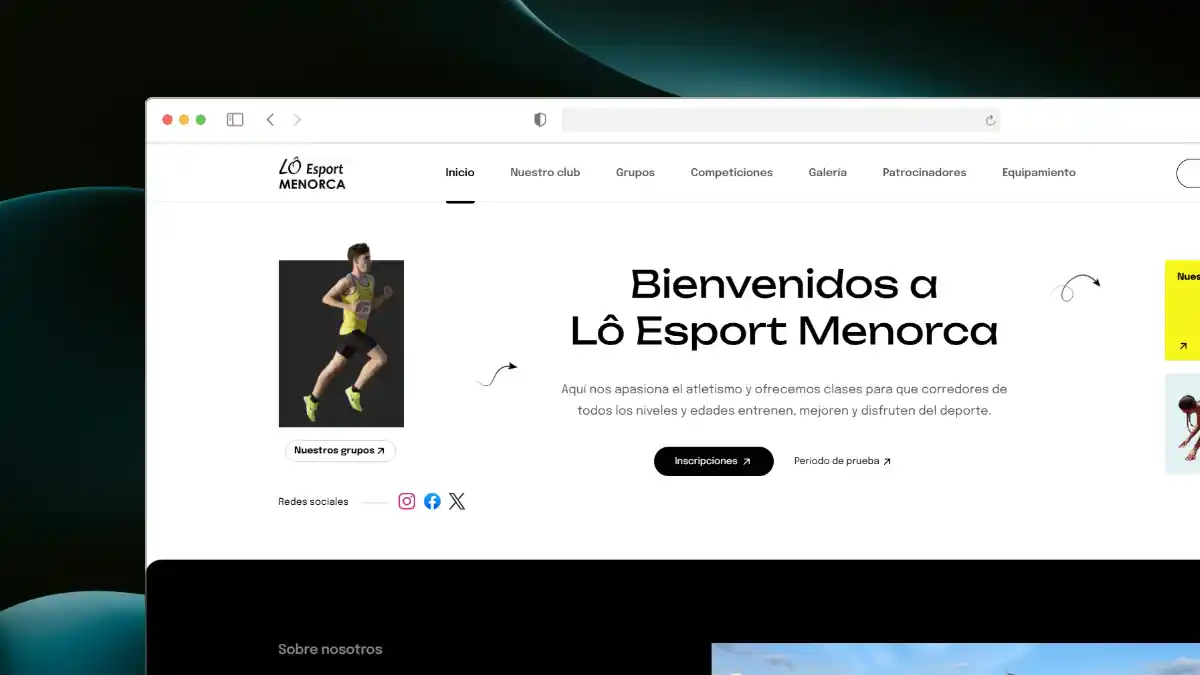 LÔ Esport
MENORCA
Inicio
Nuestro club
Grupos
Competiciones
Galería
Patrocinadores
Equipamiento
Bienvenidos a
Lô Esport Menorca
Aquí nos apasiona el atletismo y ofrecemos clases para que corredores de
todos los niveles y edades entrenen, mejoren y disfruten del deporte.
Inscripciones
Periodo de prueba
Nuestros grupos
Redes sociales
Nues
Sobre nosotros